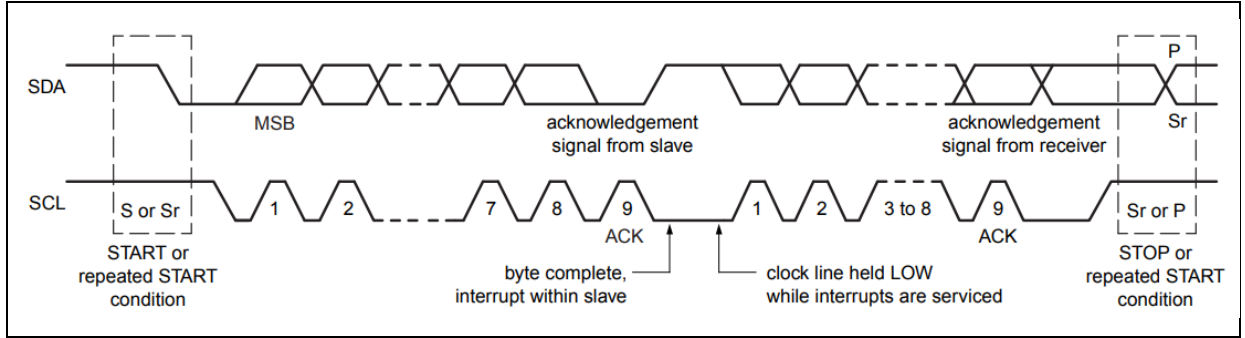 P
SDA
MSB
acknowledgement
signal from slave
acknowledgement
signal from receiver
Sr
SCL
S or Sr
1
2
7
8
9
1
2
3 to 8
9
Sr or P
ACK
ACK
START or
repeated START
condition
byte complete,
interrupt within slave
clock line held LOW
while interrupts are serviced
STOP or
repeated START
condition